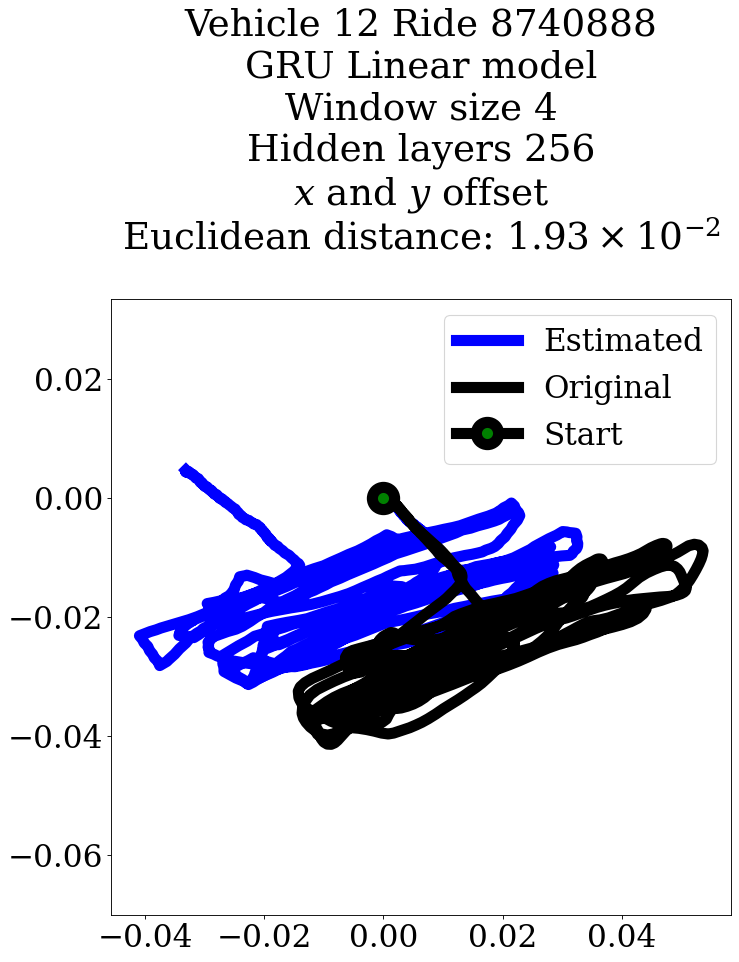 Vehicle 12 Ride 8740888
GRU Linear model
Window size 4
Hidden layers 256
x and y offset
Euclidean distance: 1.93 × 10⁻²
Estimated
Original
Start
0.02
0.00
−0.02
−0.04
−0.06
−0.04 −0.02 0.00 0.02 0.04